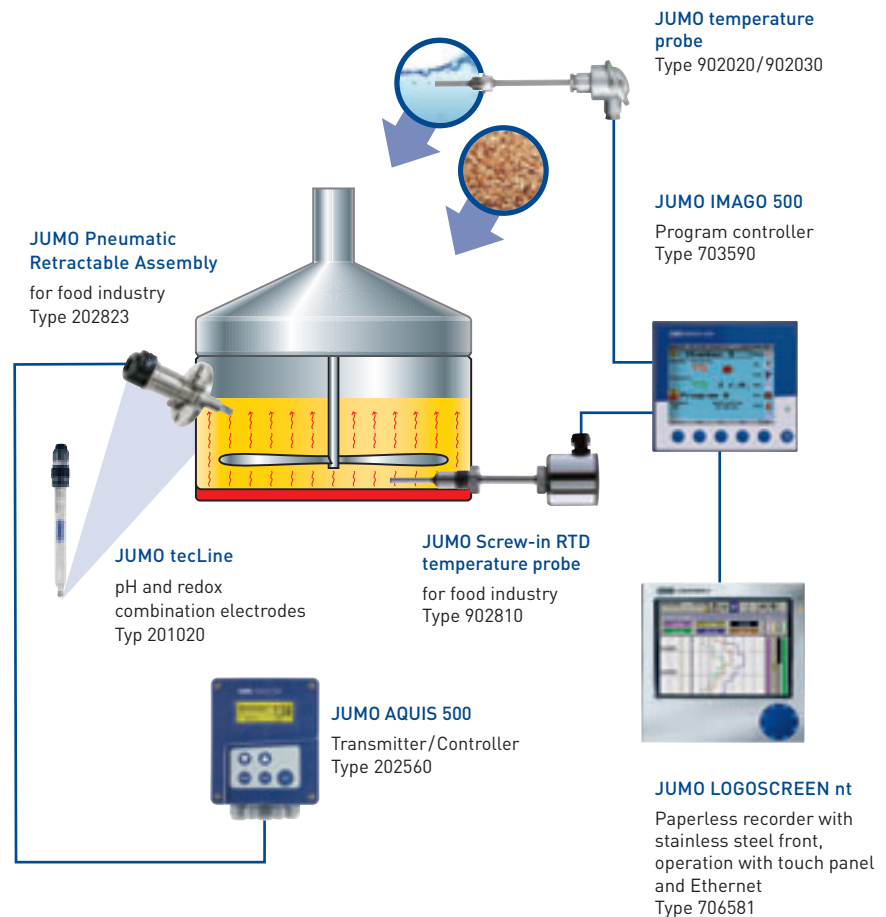 JUMO temperature
probe
Type 902020/902030
JUMO IMAGO 500
Program controller
Type 703590
JUMO Pneumatic
Retractable Assembly
for food industry
Type 202823
JUMO tecLine
pH and redox
combination electrodes
Typ 201020
JUMO Screw-in RTD
temperature probe
for food industry
Type 902810
JUMO AQUIS 500
Transmitter/Controller
Type 202560
JUMO LOGOSCREEN nt
Paperless recorder with
stainless steel front,
operation with touch panel
and Ethernet
Type 706581